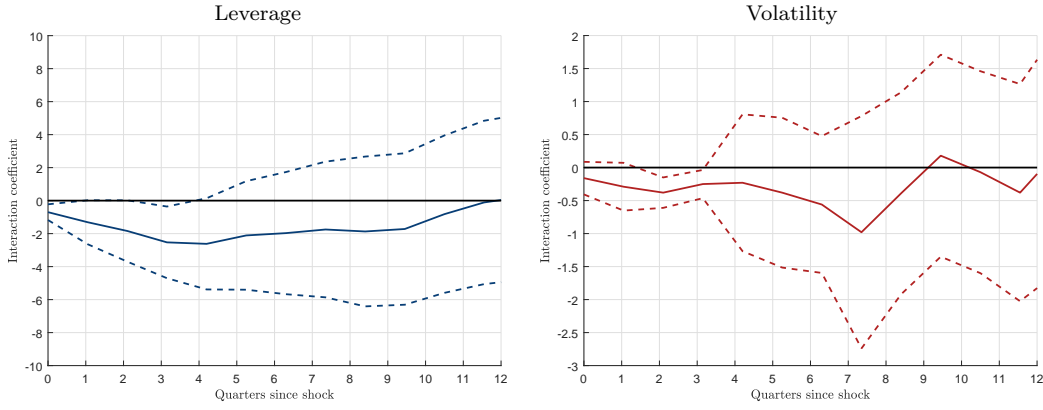 Leverage
Interaction coefficient
10
8
6
4
2
0
-2
-4
-6
-8
-10
0 1 2 3 4 5 6 7 8 9 10 11 12
Quarters since shock
Volatility
Interaction coefficient
2
1.5
1
0.5
0
-0.5
-1
-1.5
-2
-2.5
-3
0 1 2 3 4 5 6 7 8 9 10 11 12
Quarters since shock